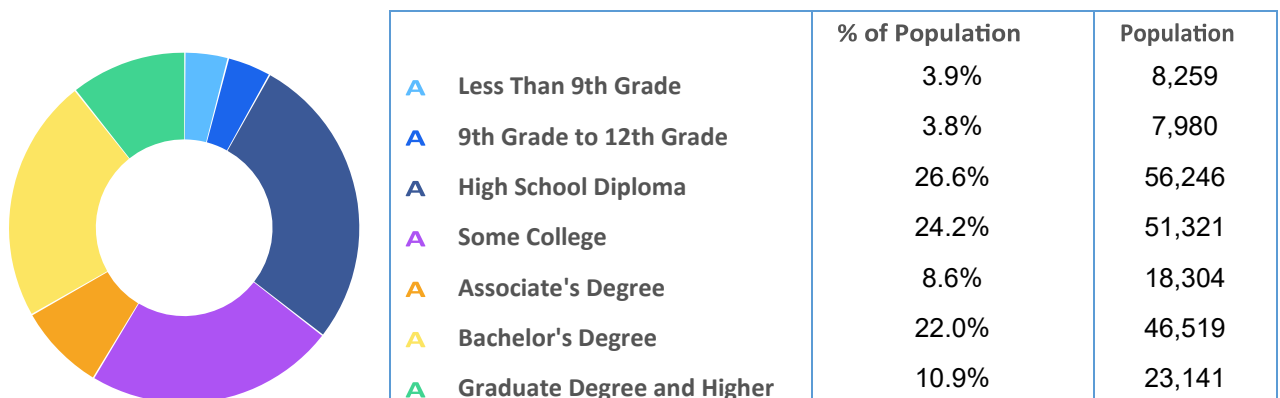 % of Population Population
A Less Than 9th Grade 3.9% 8,259
A 9th Grade to 12th Grade 3.8% 7,980
A High School Diploma 26.6% 56,246
A Some College 24.2% 51,321
A Associate's Degree 8.6% 18,304
A Bachelor's Degree 22.0% 46,519
A Graduate Degree and Higher 10.9% 23,141